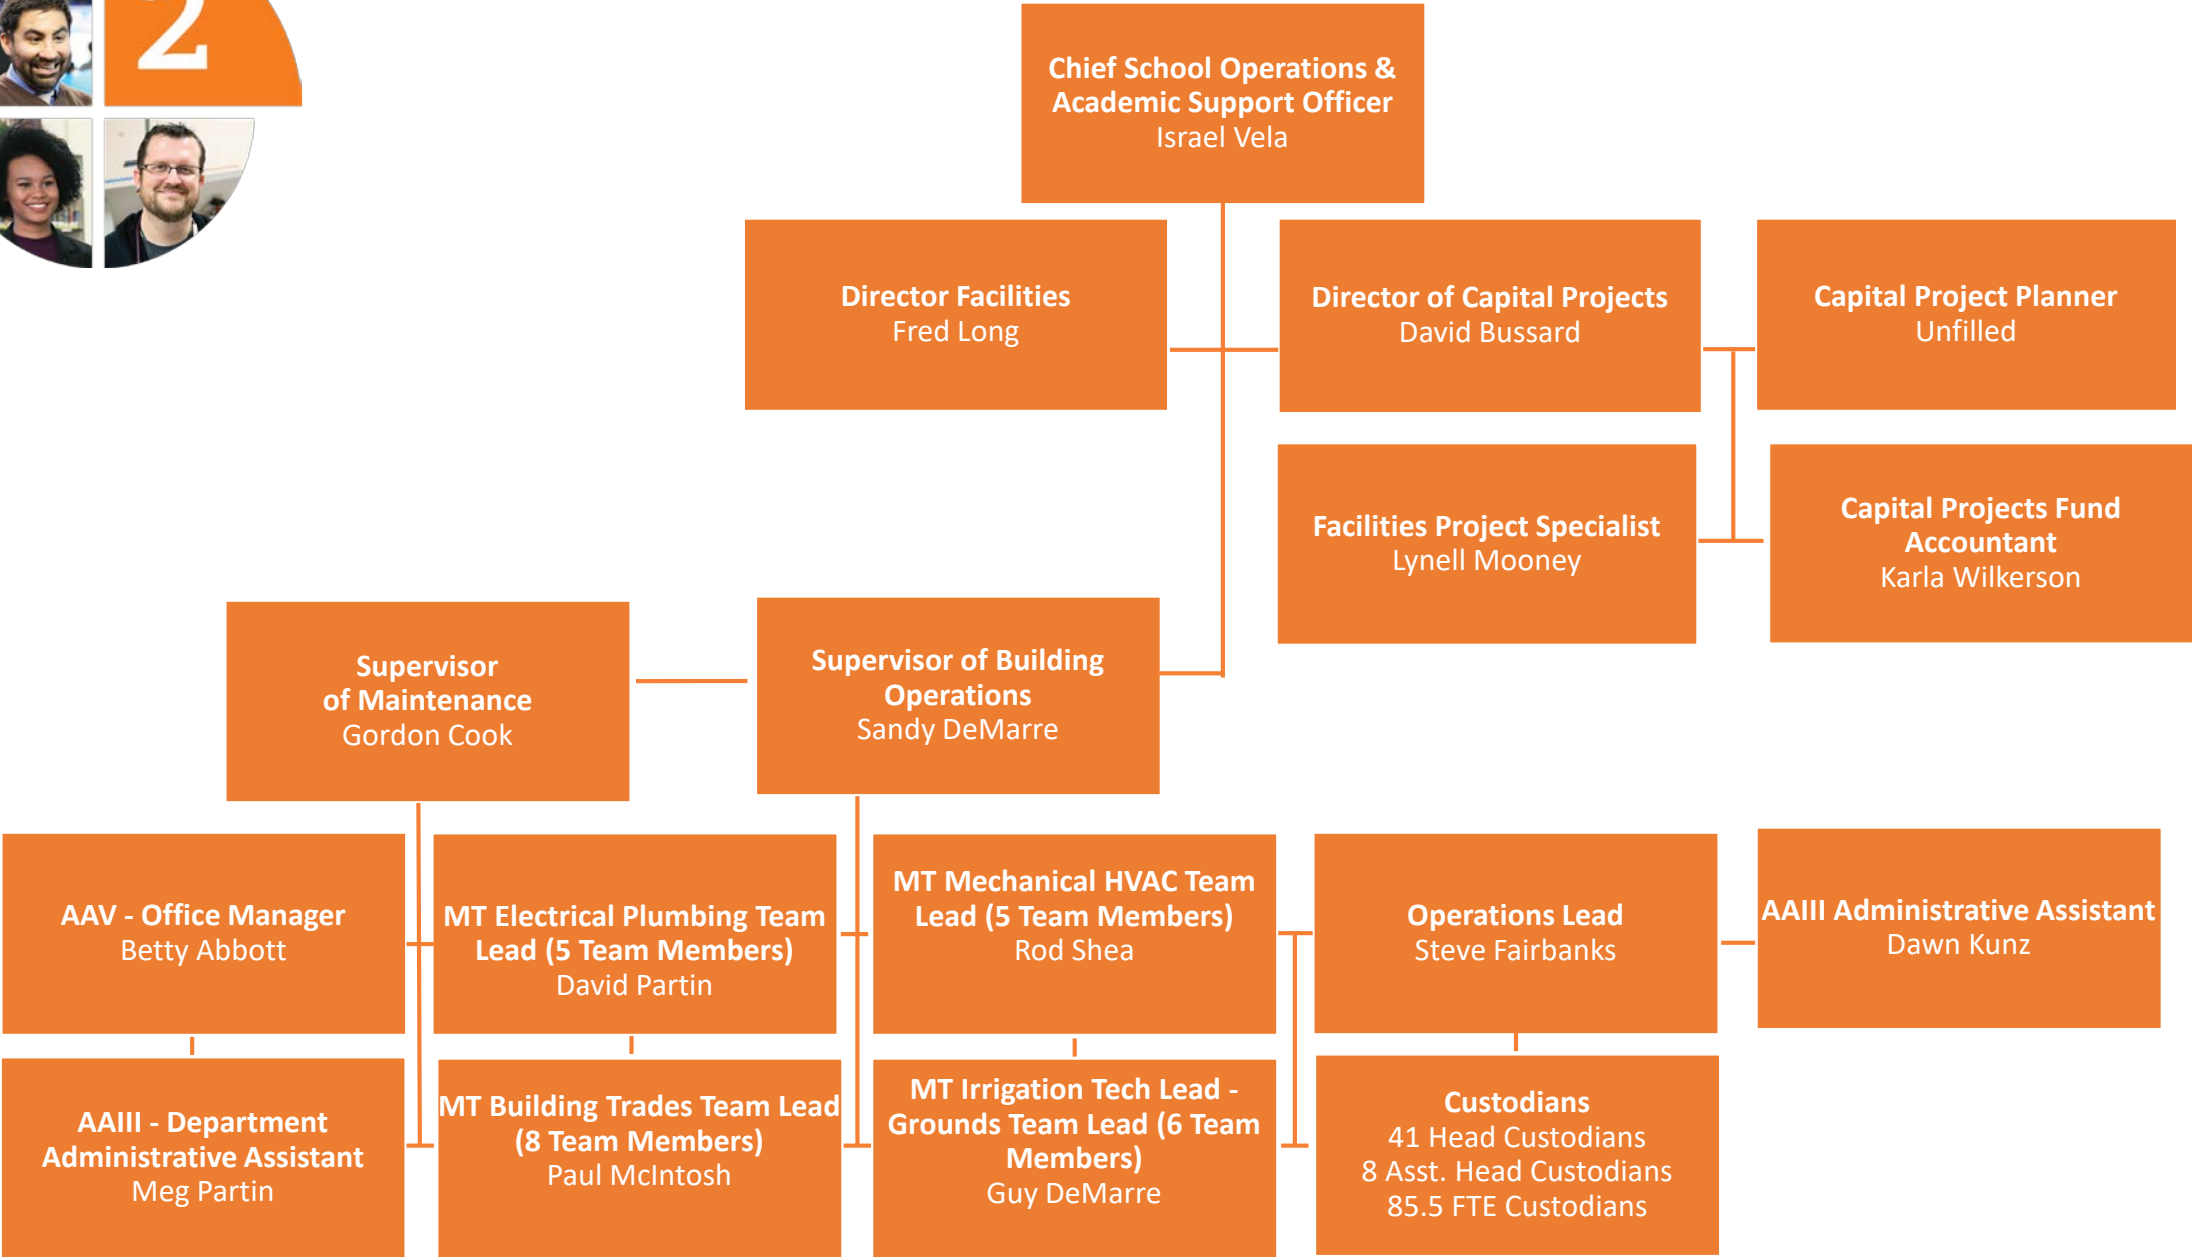 2
Chief School Operations &
Academic Support Officer
Israel Vela
Director Facilities
Fred Long
Director of Capital Projects
David Bussard
Capital Project Planner
Unfilled
Facilities Project Specialist
Lynell Mooney
Capital Projects Fund
Accountant
Karla Wilkerson
Supervisor
of Maintenance
Gordon Cook
Supervisor of Building
Operations
Sandy DeMarre
AAV - Office Manager
Betty Abbott
MT Electrical Plumbing Team
Lead (5 Team Members)
David Partin
MT Mechanical HVAC Team
Lead (5 Team Members)
Rod Shea
Operations Lead
Steve Fairbanks
AAIII Administrative Assistant
Dawn Kunz
AAIII - Department
Administrative Assistant
Meg Partin
MT Building Trades Team Lead
(8 Team Members)
Paul McIntosh
MT Irrigation Tech Lead -
Grounds Team Lead (6 Team
Members)
Guy DeMarre
Custodians
41 Head Custodians
8 Asst. Head Custodians
85.5 FTE Custodians